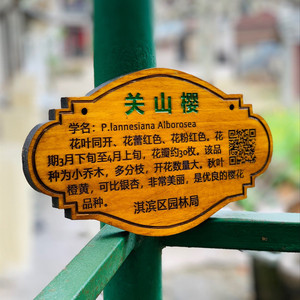 关山樱
学名：P.lannesiana Alborosea
花叶同开、花蕾红色、花粉红色。花
期3月下旬至4月上旬，花瓣约30枚。该品
种为小乔木，多分枝，开花数量大。秋叶
橙黄，可比银杏，非常美丽，是优良的樱花
品种。
淇滨区园林局